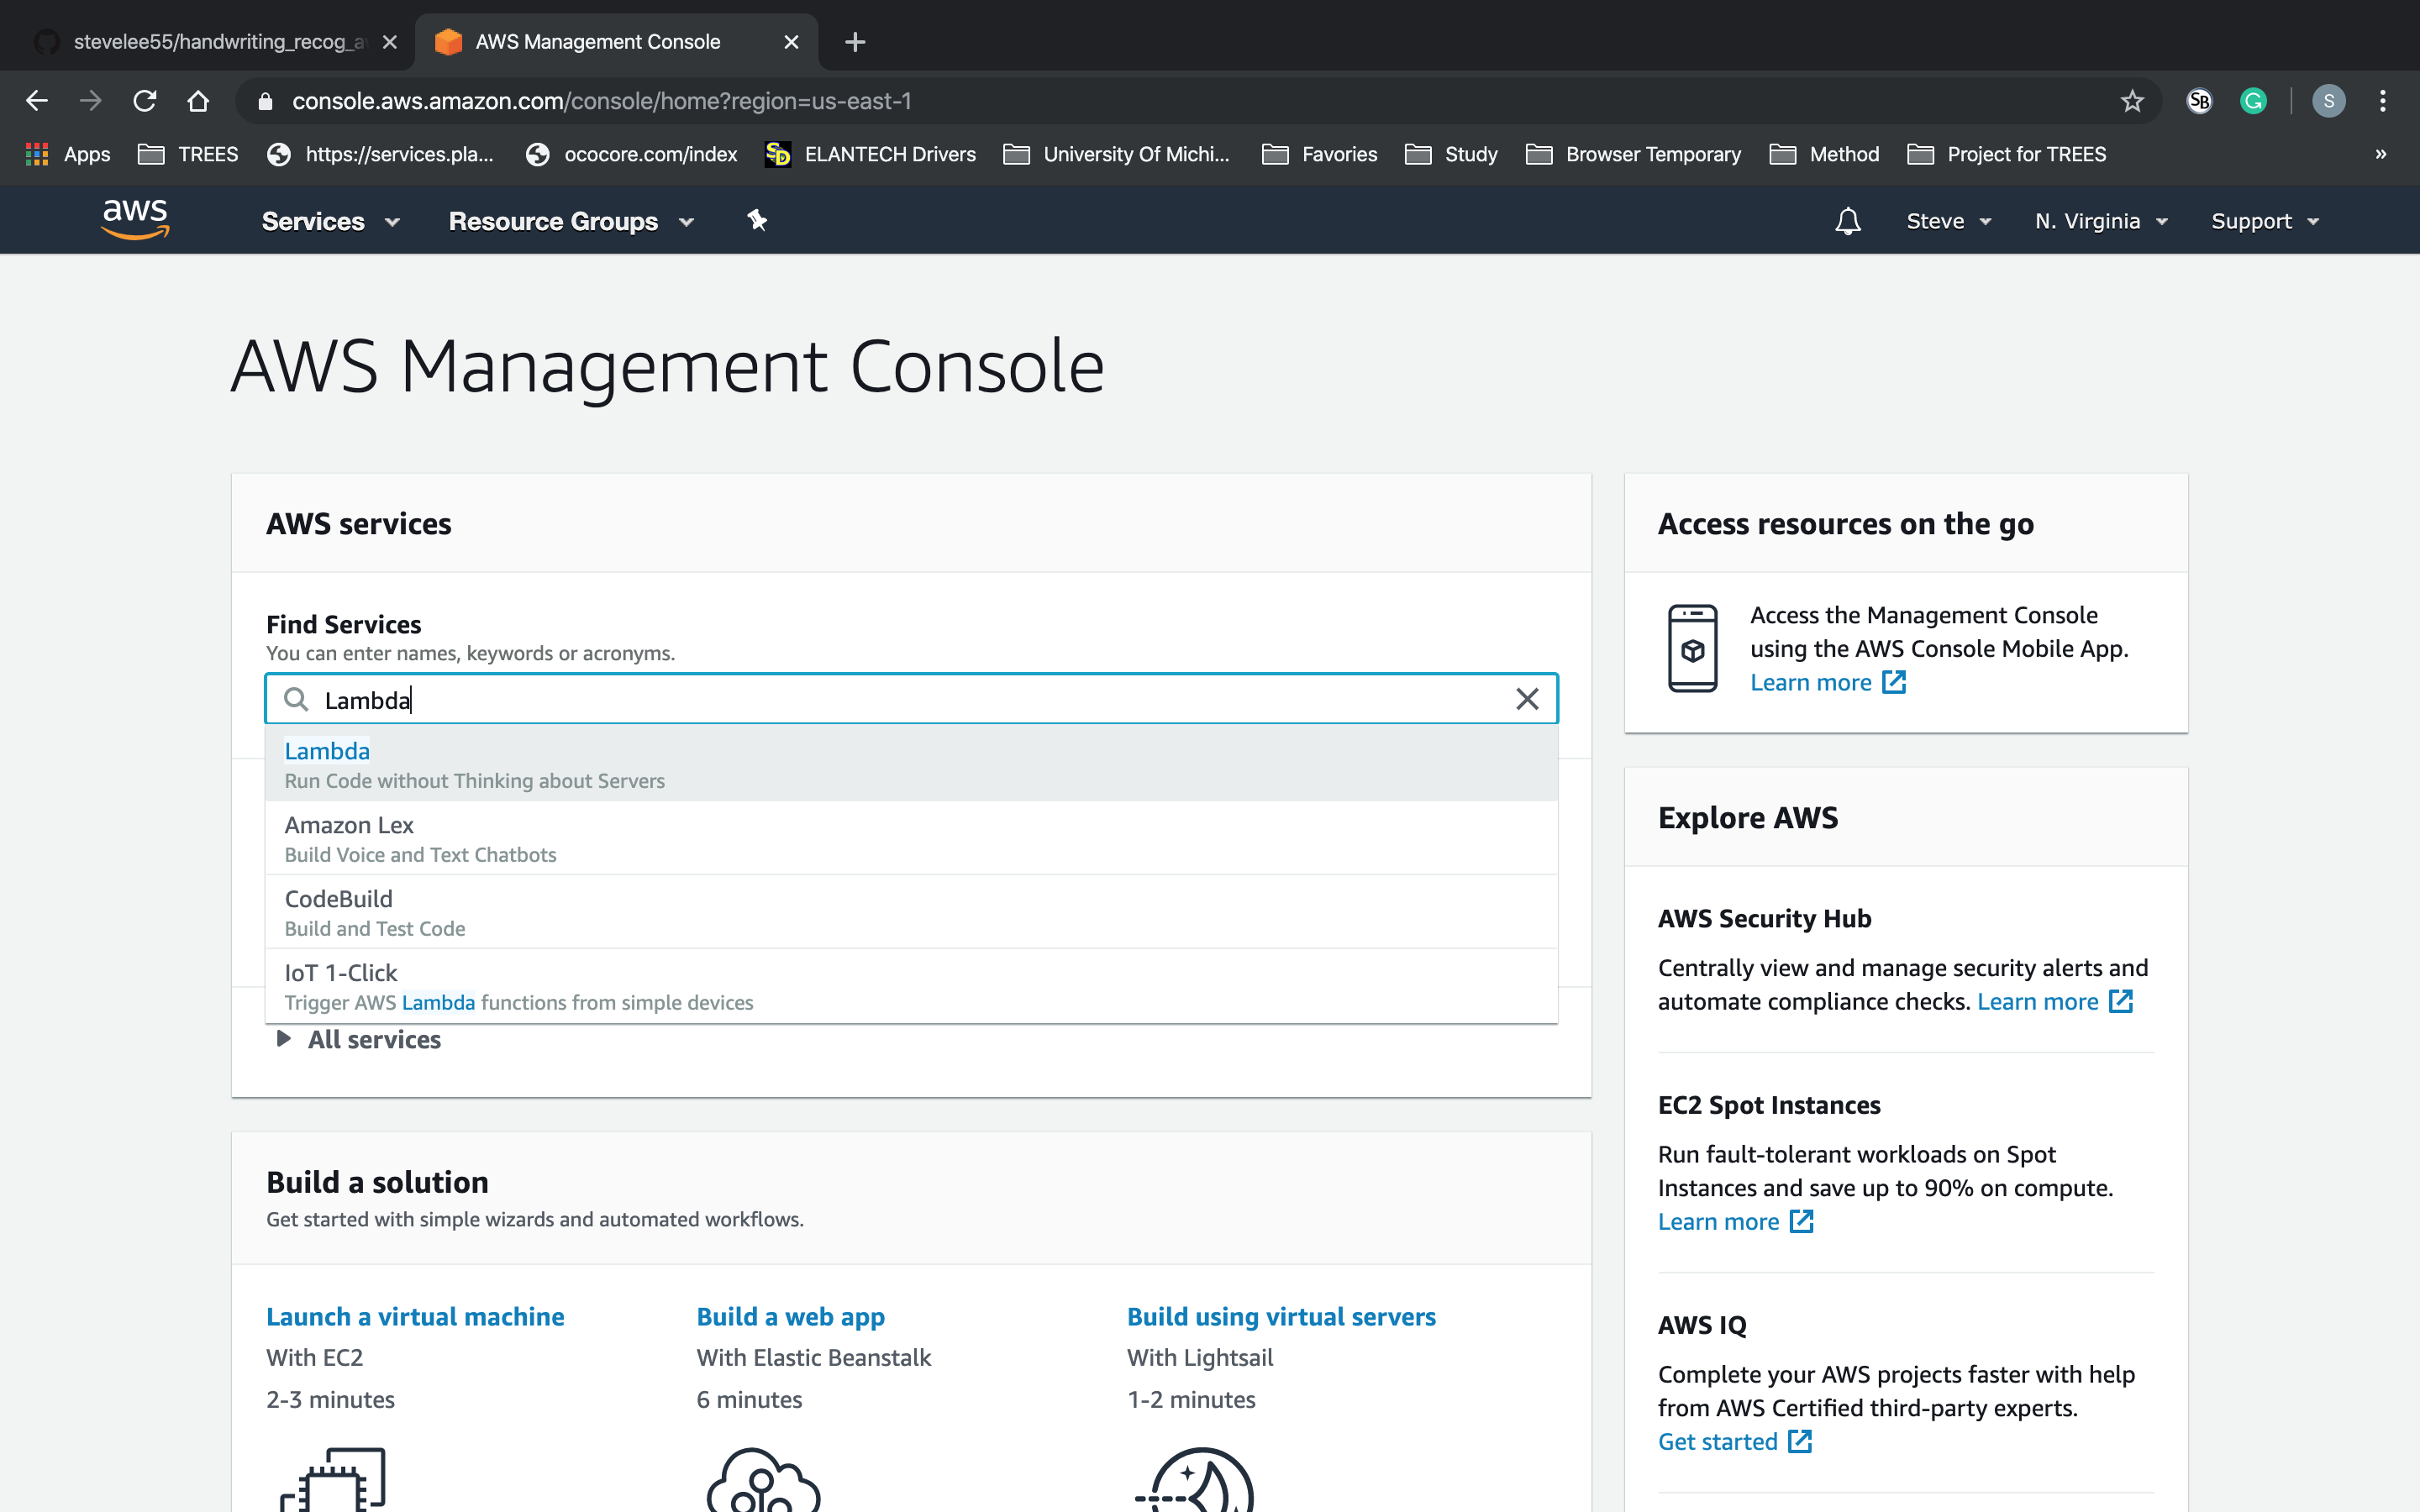 stevelee55/handwriting_recog_a
AWS Management Console
console.aws.amazon.com/console/home?region=us-east-1
SB
G
S
Apps
TREES
https://services.pla...
ococore.com/index
SD
ELANTECH Drivers
University Of Michi...
Favories
Study
Browser Temporary
Method
Project for TREES
»
aws
Services
Resource Groups
Steve
N. Virginia
Support
AWS Management Console
AWS services
Find Services
You can enter names, keywords or acronyms.
Lambda
Lambda
Run Code without Thinking about Servers
Amazon Lex
Build Voice and Text Chatbots
CodeBuild
Build and Test Code
IoT 1-Click
Trigger AWS Lambda functions from simple devices
All services
Build a solution
Get started with simple wizards and automated workflows.
Launch a virtual machine
With EC2
2-3 minutes
Build a web app
With Elastic Beanstalk
6 minutes
Build using virtual servers
With Lightsail
1-2 minutes
Access resources on the go
Access the Management Console
using the AWS Console Mobile App.
Learn more
Explore AWS
AWS Security Hub
Centrally view and manage security alerts and
automate compliance checks. Learn more
EC2 Spot Instances
Run fault-tolerant workloads on Spot
Instances and save up to 90% on compute.
Learn more
AWS IQ
Complete your AWS projects faster with help
from AWS Certified third-party experts.
Get started